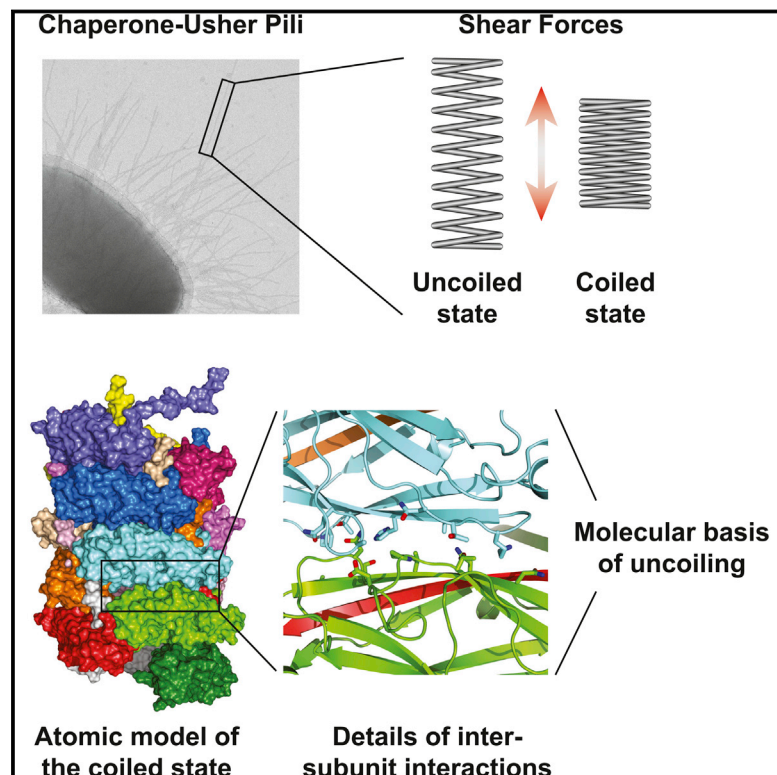 Chaperone-Usher Pili
Shear Forces
Uncoiled
state
Coiled
state
Molecular basis
of uncoiling
Atomic model of
the coiled state
Details of inter-
subunit interactions